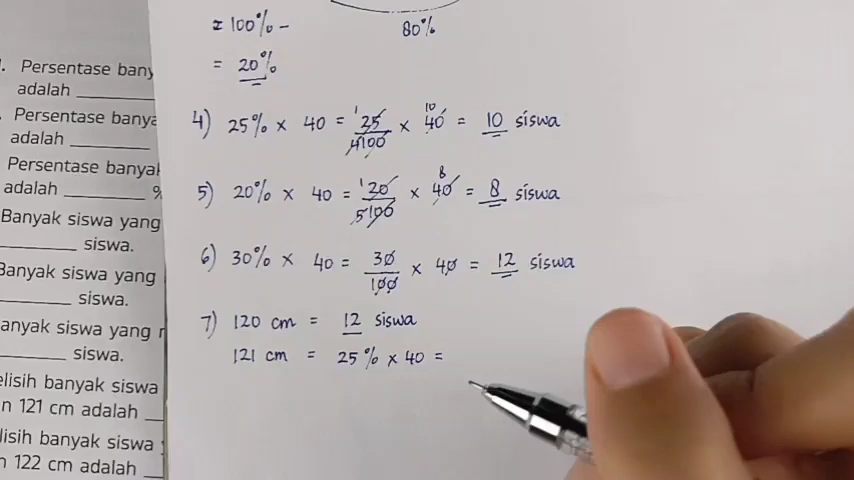 . Persentase bany
adalah
. Persentase banya
adalah
Persentase banyak
adalah %
Banyak siswa yang
siswa.
Banyak siswa yang
siswa.
anyak siswa yang
siswa.
elisih banyak siswa
n 121 cm adalah
lisih banyak siswa
n 122 cm adalah
= 100% -
80%
= 20%
4) 25% × 40 = 25/100 × 40 = 10 siswa
5) 20% × 40 = 20/100 × 40 = 8 siswa
6) 30% × 40 = 30/100 × 40 = 12 siswa
7) 120 cm = 12 siswa
121 cm = 25% × 40 =